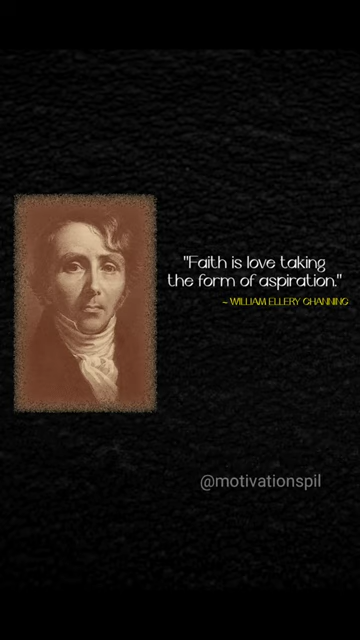 "Faith is love taking
the form of aspiration."
~ WILLIAM ELLERY CHANNING
@motivationspil